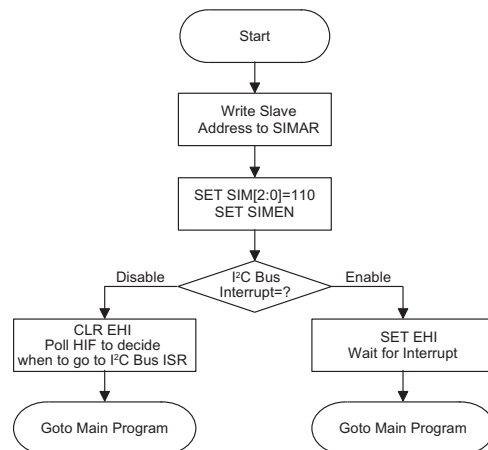 Start
Write Slave
Address to SIMAR
SET SIM[2:0]=110
SET SIMEN
I²C Bus
Interrupt=?
Disable
Enable
CLR EHI
Poll HIF to decide
when to go to I²C Bus ISR
SET EHI
Wait for Interrupt
Goto Main Program
Goto Main Program